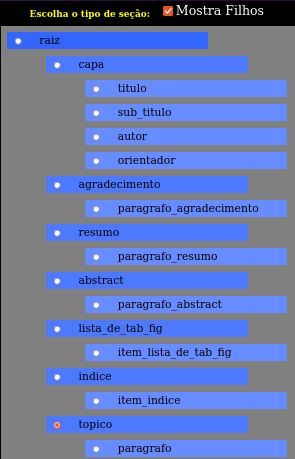 Escolha o tipo de seção: Mostra Filhos
raiz
capa
titulo
sub_titulo
autor
orientador
agradecimento
paragrafo_agradecimento
resumo
paragrafo_resumo
abstract
paragrafo_abstract
lista_de_tab_fig
item_lista_de_tab_fig
indice
item_indice
topico
paragrafo